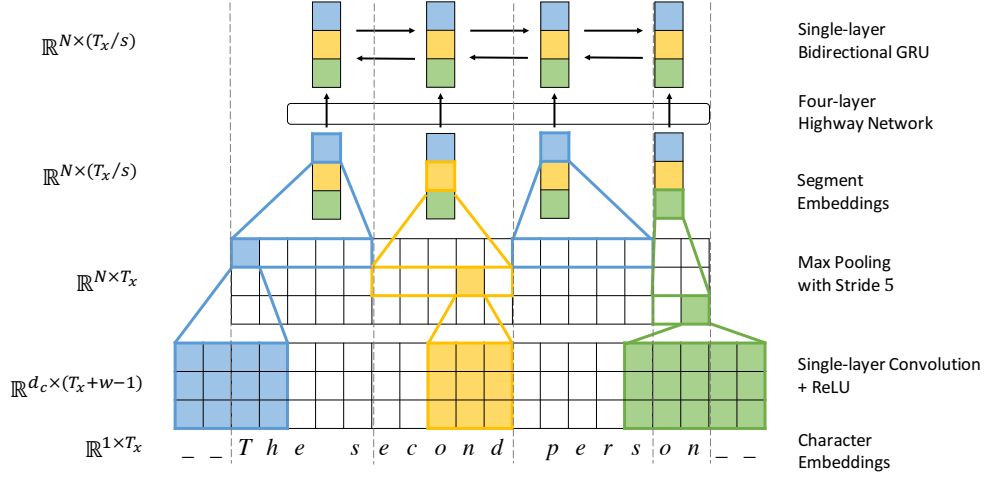 ℝ^{N×(T_x/s)}
Single-layer
Bidirectional GRU
Four-layer
Highway Network
ℝ^{N×(T_x/s)}
Segment
Embeddings
ℝ^{N×T_x}
Max Pooling
with Stride 5
ℝ^{d_c×(T_x+w−1)}
Single-layer Convolution
+ ReLU
ℝ^{1×T_x}
_ _ T h e s e c o n d p e r s o n _ _
Character
Embeddings